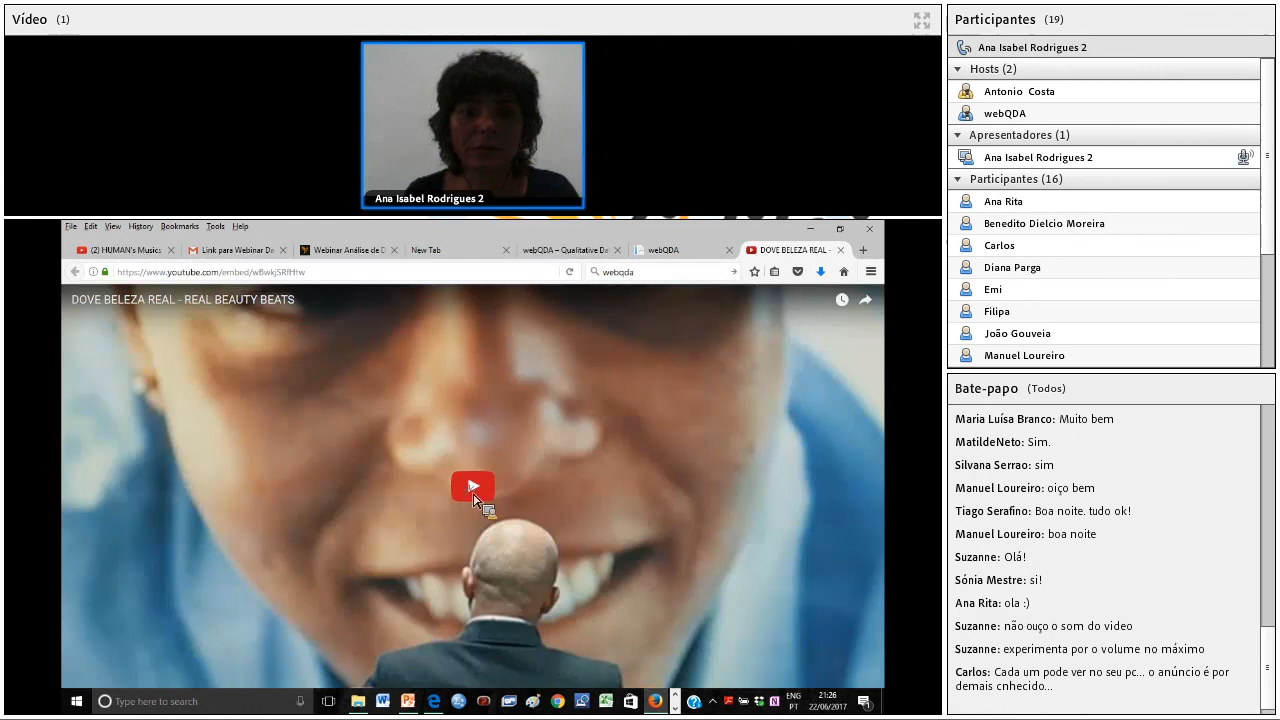 Vídeo (1)
Ana Isabel Rodrigues 2
File Edit View History Bookmarks Tools Help
(2) HUMAN's Musics
Link para Webinar Da
Webinar Análise de D
New Tab
webQDA – Qualitative Da
webQDA
DOVE BELEZA REAL -
https://www.youtube.com/embed/wBwkjSRfHtw
webqda
DOVE BELEZA REAL - REAL BEAUTY BEATS
Type here to search
ENG
PT
21:26
22/06/2017
Participantes (19)
Ana Isabel Rodrigues 2
Hosts (2)
Antonio Costa
webQDA
Apresentadores (1)
Ana Isabel Rodrigues 2
Participantes (16)
Ana Rita
Benedito Dielcio Moreira
Carlos
Diana Parga
Emi
Filipa
João Gouveia
Manuel Loureiro
Bate-papo (Todos)
Maria Luísa Branco: Muito bem
MatildeNeto: Sim.
Silvana Serrao: sim
Manuel Loureiro: oiço bem
Tiago Serafino: Boa noite. tudo ok!
Manuel Loureiro: boa noite
Suzanne: Olá!
Sónia Mestre: si!
Ana Rita: ola :)
Suzanne: não ouço o som do video
Suzanne: experimenta por o volume no máximo
Carlos: Cada um pode ver no seu pc... o anúncio é por
demais cnhecido.